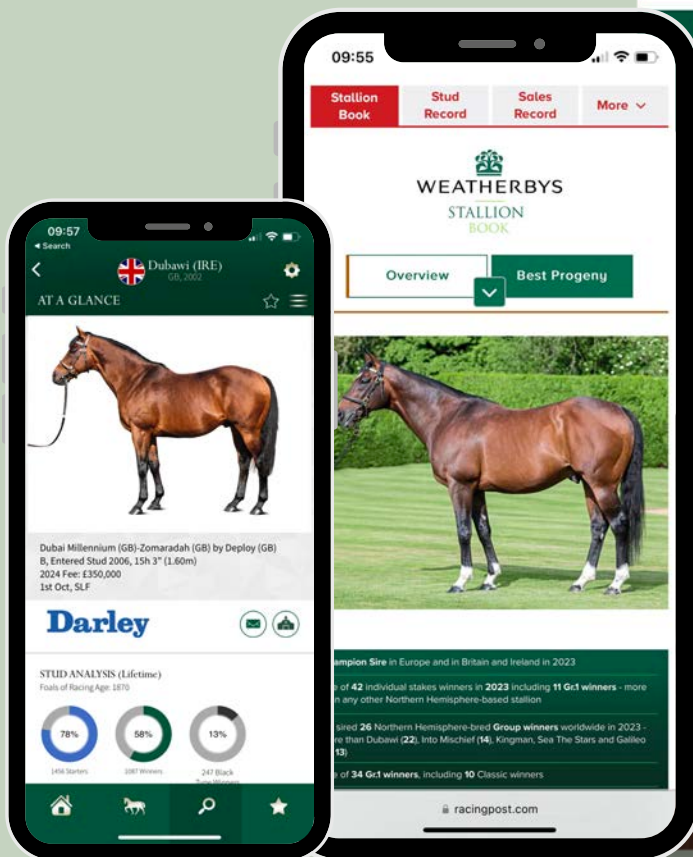 09:57
Search
Dubawi (IRE)
GB, 2002
AT A GLANCE
Dubai Millennium (GB)-Zomaradah (GB) by Deploy (GB)
B, Entered Stud 2006, 15h 3" (1.60m)
2024 Fee: £350,000
1st Oct, SLF
Darley
STUD ANALYSIS (Lifetime)
Foals of Racing Age: 1870
78%
58%
13%
1456 Starters
1087 Winners
247 Black
Type Winners
09:55
Stallion
Book
Stud
Record
Sales
Record
More
WEATHERBYS
STALLION
BOOK
Overview
Best Progeny
ampion Sire in Europe and in Britain and Ireland in 2023
e of 42 individual stakes winners in 2023 including 11 Gr.1 winners - more
n any other Northern Hemisphere-based stallion
sired 26 Northern Hemisphere-bred Group winners worldwide in 2023 -
re than Dubawi (22), Into Mischief (14), Kingman, Sea The Stars and Galileo
13)
e of 34 Gr.1 winners, including 10 Classic winners
racingpost.com